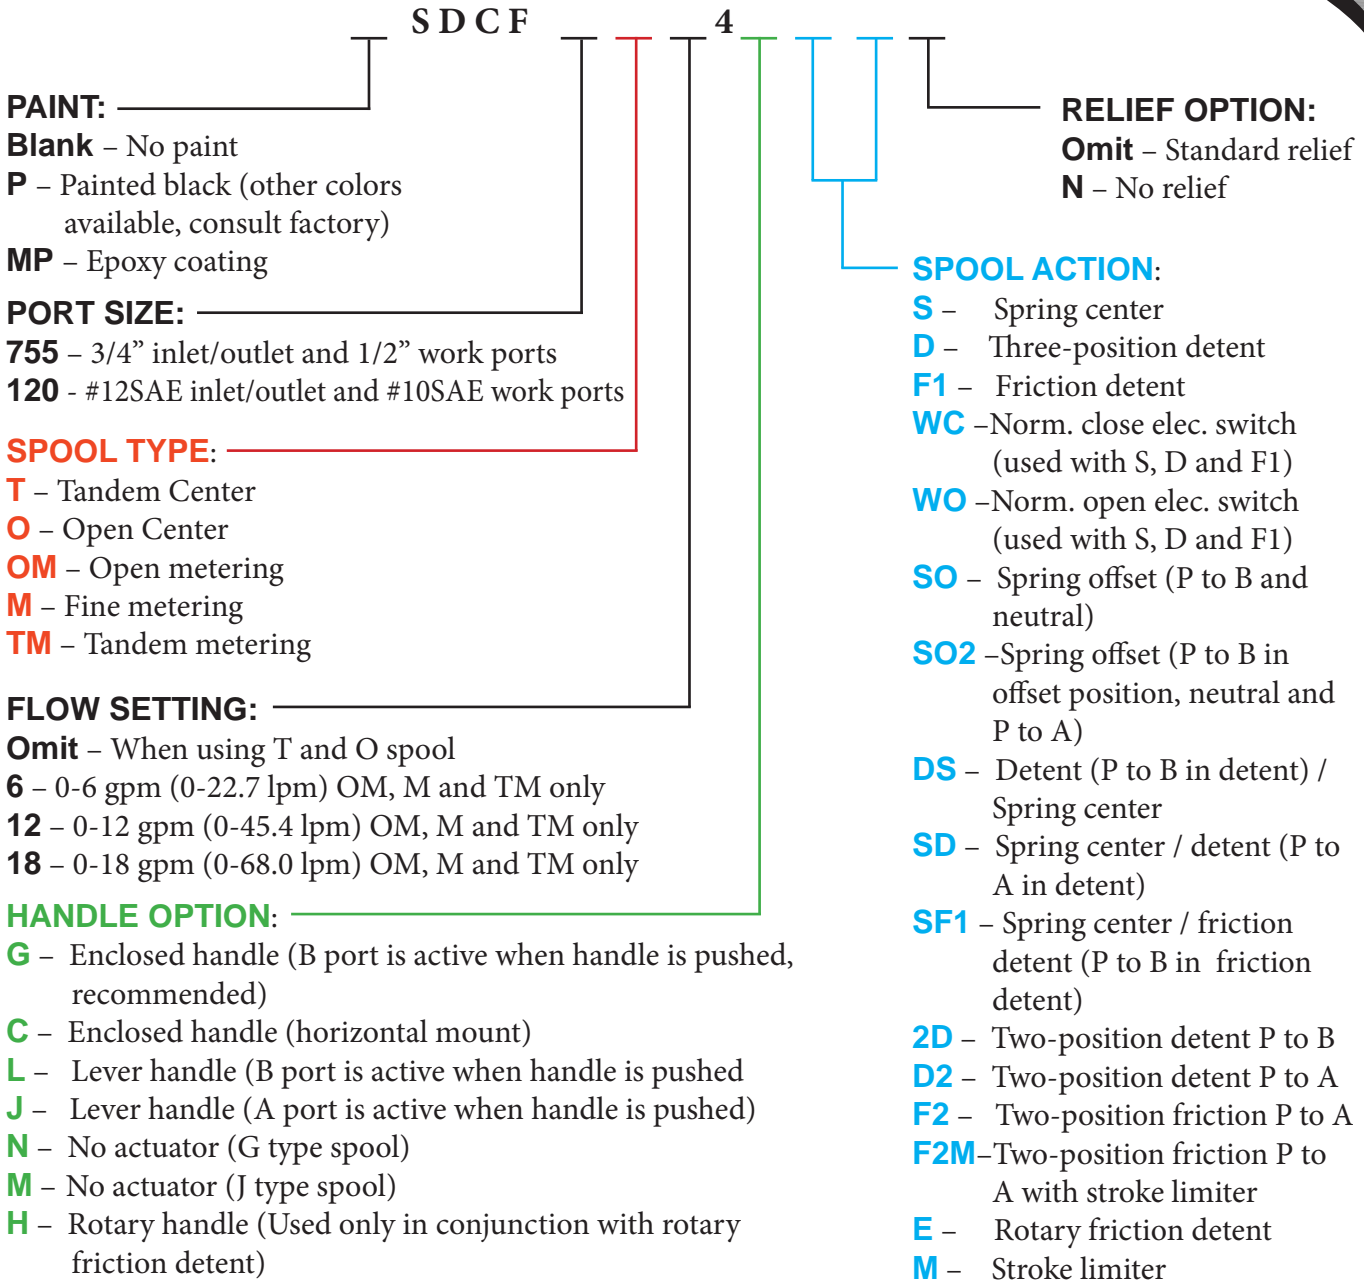 SDCF 4
PAINT:
Blank – No paint
P – Painted black (other colors
available, consult factory)
MP – Epoxy coating
PORT SIZE:
755 – 3/4” inlet/outlet and 1/2” work ports
120 - #12SAE inlet/outlet and #10SAE work ports
SPOOL TYPE:
T – Tandem Center
O – Open Center
OM – Open metering
M – Fine metering
TM – Tandem metering
FLOW SETTING:
Omit – When using T and O spool
6 – 0-6 gpm (0-22.7 lpm) OM, M and TM only
12 – 0-12 gpm (0-45.4 lpm) OM, M and TM only
18 – 0-18 gpm (0-68.0 lpm) OM, M and TM only
HANDLE OPTION:
G – Enclosed handle (B port is active when handle is pushed,
recommended)
C – Enclosed handle (horizontal mount)
L – Lever handle (B port is active when handle is pushed
J – Lever handle (A port is active when handle is pushed)
N – No actuator (G type spool)
M – No actuator (J type spool)
H – Rotary handle (Used only in conjunction with rotary
friction detent)
RELIEF OPTION:
Omit – Standard relief
N – No relief
SPOOL ACTION:
S – Spring center
D – Three-position detent
F1 – Friction detent
WC –Norm. close elec. switch
(used with S, D and F1)
WO –Norm. open elec. switch
(used with S, D and F1)
SO – Spring offset (P to B and
neutral)
SO2 –Spring offset (P to B in
offset position, neutral and
P to A)
DS – Detent (P to B in detent) /
Spring center
SD – Spring center / detent (P to
A in detent)
SF1 – Spring center / friction
detent (P to B in friction
detent)
2D – Two-position detent P to B
D2 – Two-position detent P to A
F2 – Two-position friction P to A
F2M–Two-position friction P to
A with stroke limiter
E – Rotary friction detent
M – Stroke limiter